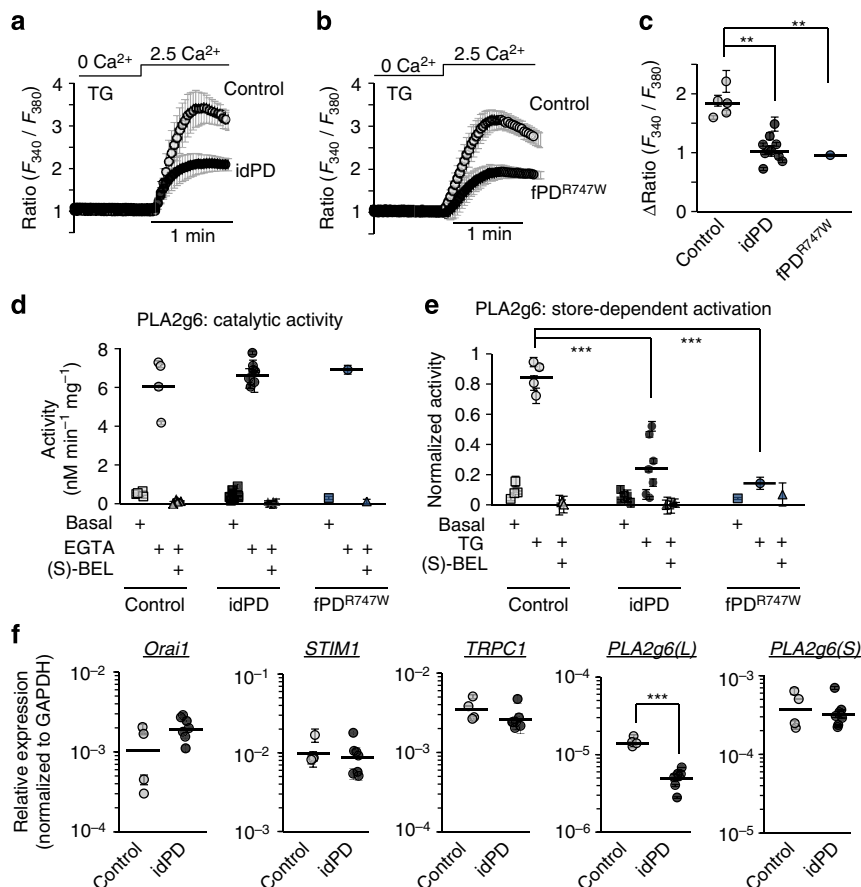 a
0 Ca2+
2.5 Ca2+
TG
Control
idPD
Ratio (F340 / F380)
4
3
2
1
1 min
b
0 Ca2+
2.5 Ca2+
TG
Control
fPDR747W
Ratio (F340 / F380)
4
3
2
1
1 min
c
**
**
ΔRatio (F340 / F380)
2
1
0
Control
idPD
fPDR747W
d
PLA2g6: catalytic activity
Activity
(nM min−1 mg−1)
8
6
4
2
0
Basal + + +
EGTA + + + + + +
(S)-BEL + + +
Control
idPD
fPDR747W
e
PLA2g6: store-dependent activation
***
***
Normalized activity
1
0.8
0.6
0.4
0.2
0
Basal + + +
TG + + + + + +
(S)-BEL + + +
Control
idPD
fPDR747W
f
Relative expression
(normalized to GAPDH)
Orai1
10−2
10−3
10−4
Control
idPD
STIM1
10−1
10−2
10−3
Control
idPD
TRPC1
10−2
10−3
10−4
Control
idPD
PLA2g6(L)
***
10−4
10−5
10−6
Control
idPD
PLA2g6(S)
10−3
10−4
10−5
Control
idPD